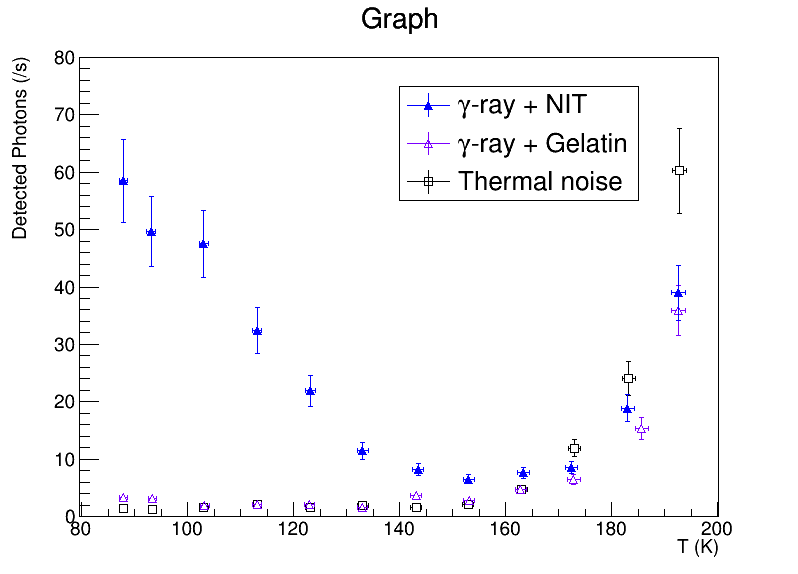 Graph
Detected Photons (/s)
80
70
60
50
40
30
20
10
0
γ-ray + NIT
γ-ray + Gelatin
Thermal noise
80 100 120 140 160 180 200
T (K)